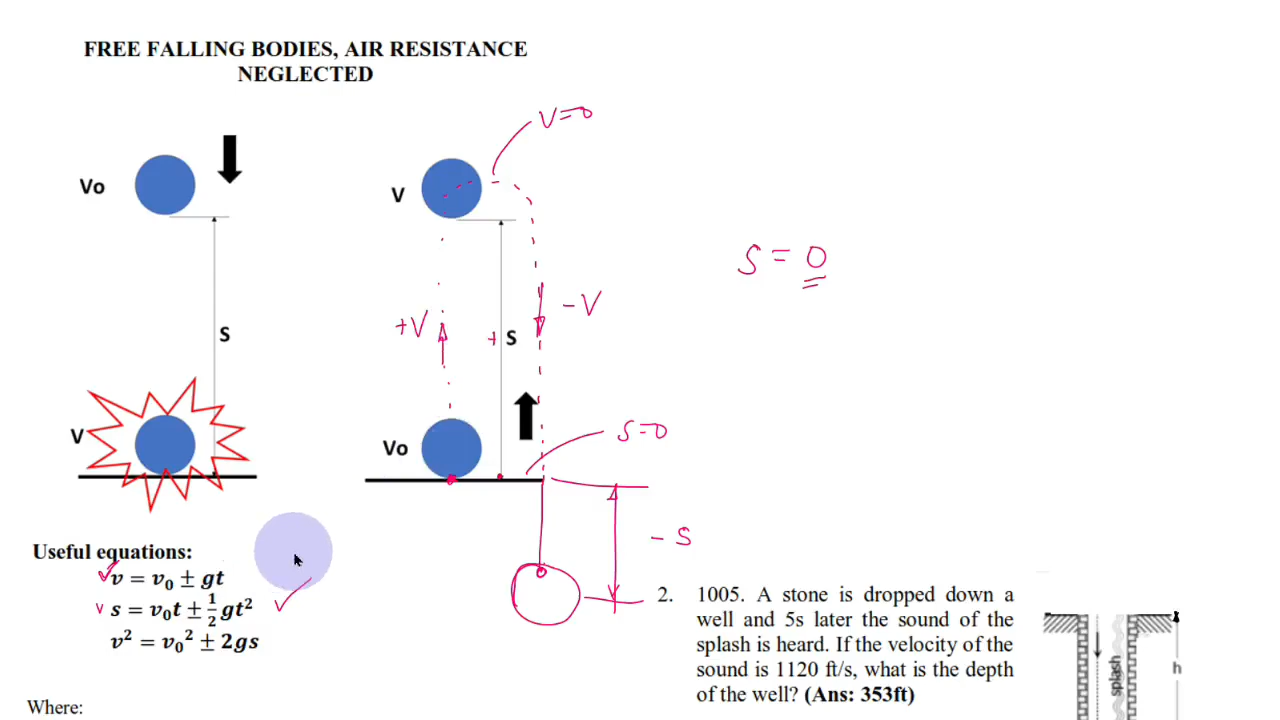 FREE FALLING BODIES, AIR RESISTANCE
NEGLECTED
V=0
Vo
V
S = 0
+V
- V
S
+ S
S=0
V
Vo
- S
Useful equations:
v = v₀ ± gt
s = v₀t ± 1/2 gt²
v² = v₀² ± 2gs
Where:
2. 1005. A stone is dropped down a
well and 5s later the sound of the
splash is heard. If the velocity of the
sound is 1120 ft/s, what is the depth
of the well? (Ans: 353ft)
splash
h